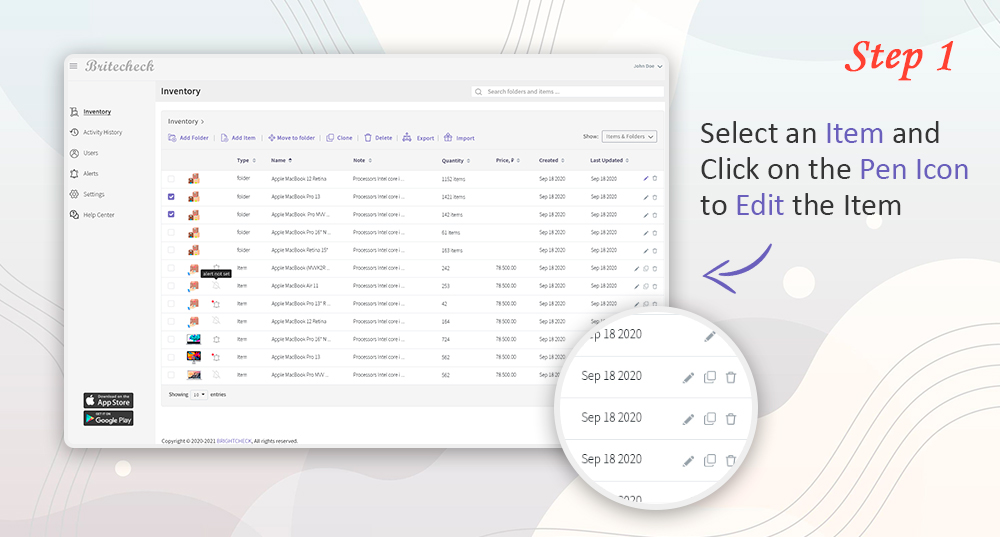 Step 1
Select an Item and
Click on the Pen Icon
to Edit the Item
Britecheck
John Doe
Inventory
Search folders and items ...
Inventory
Activity History
Users
Alerts
Settings
Help Center
Inventory >
Add Folder | Add Item | Move to folder | Clone | Delete | Export | Import
Show: Items & Folders
Type Name Note Quantity Price, ₽ Created Last Updated
folder Apple MacBook 12 Retina Processors Intel core i ... 1152 items Sep 18 2020 Sep 18 2020
folder Apple MacBook Pro 13 Processors Intel core i ... 1421 items Sep 18 2020 Sep 18 2020
folder Apple MacBook :Pro MVV ... Processors Intel core i ... 142 items Sep 18 2020 Sep 18 2020
folder Apple MacBook Pro 16" N ... Processors Intel core i ... 61 items Sep 18 2020 Sep 18 2020
folder Apple MacBook Retina 15" Processors Intel core i ... 163 items Sep 18 2020 Sep 18 2020
Item Apple MacBook (MVVK2R... Processors Intel core i ... 242 78 500.00 Sep 18 2020 Sep 18 2020
alert not set
Item Apple MacBook Air 11 Processors Intel core i ... 253 78 500.00 Sep 18 2020 Sep 18 2020
Item Apple MacBook Pro 13" R ... Processors Intel core i ... 42 78 500.00 Sep 18 2020 Sep 18 2020
Item Apple MacBook 12 Retina Processors Intel core i ... 164 78 500.00 Sep 18 2020 Sep
Item Apple MacBook Pro 16" N ... Processors Intel core i ... 724 78 500.00 Sep 18 2020
Item Apple MacBook Pro 13 Processors Intel core i ... 562 78 500.00 Sep 18 2020
Item Apple MacBook Pro MVV ... Processors Intel core i ... 562 78 500.00 Sep 18 2020
Showing 10 entries
Download on the
App Store
GET IT ON
Google Play
Copyright © 2020-2021 BRIGHTCHECK, All rights reserved.
Sep 18 2020
Sep 18 2020
Sep 18 2020
Sep 18 2020